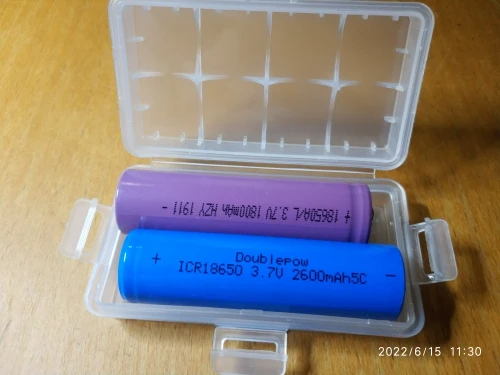 + 18650A/L 3.7V 1800mAh HZY 1911 -
+ Doublepow -
ICR18650 3.7V 2600mAh5C
2022/6/15 11:30